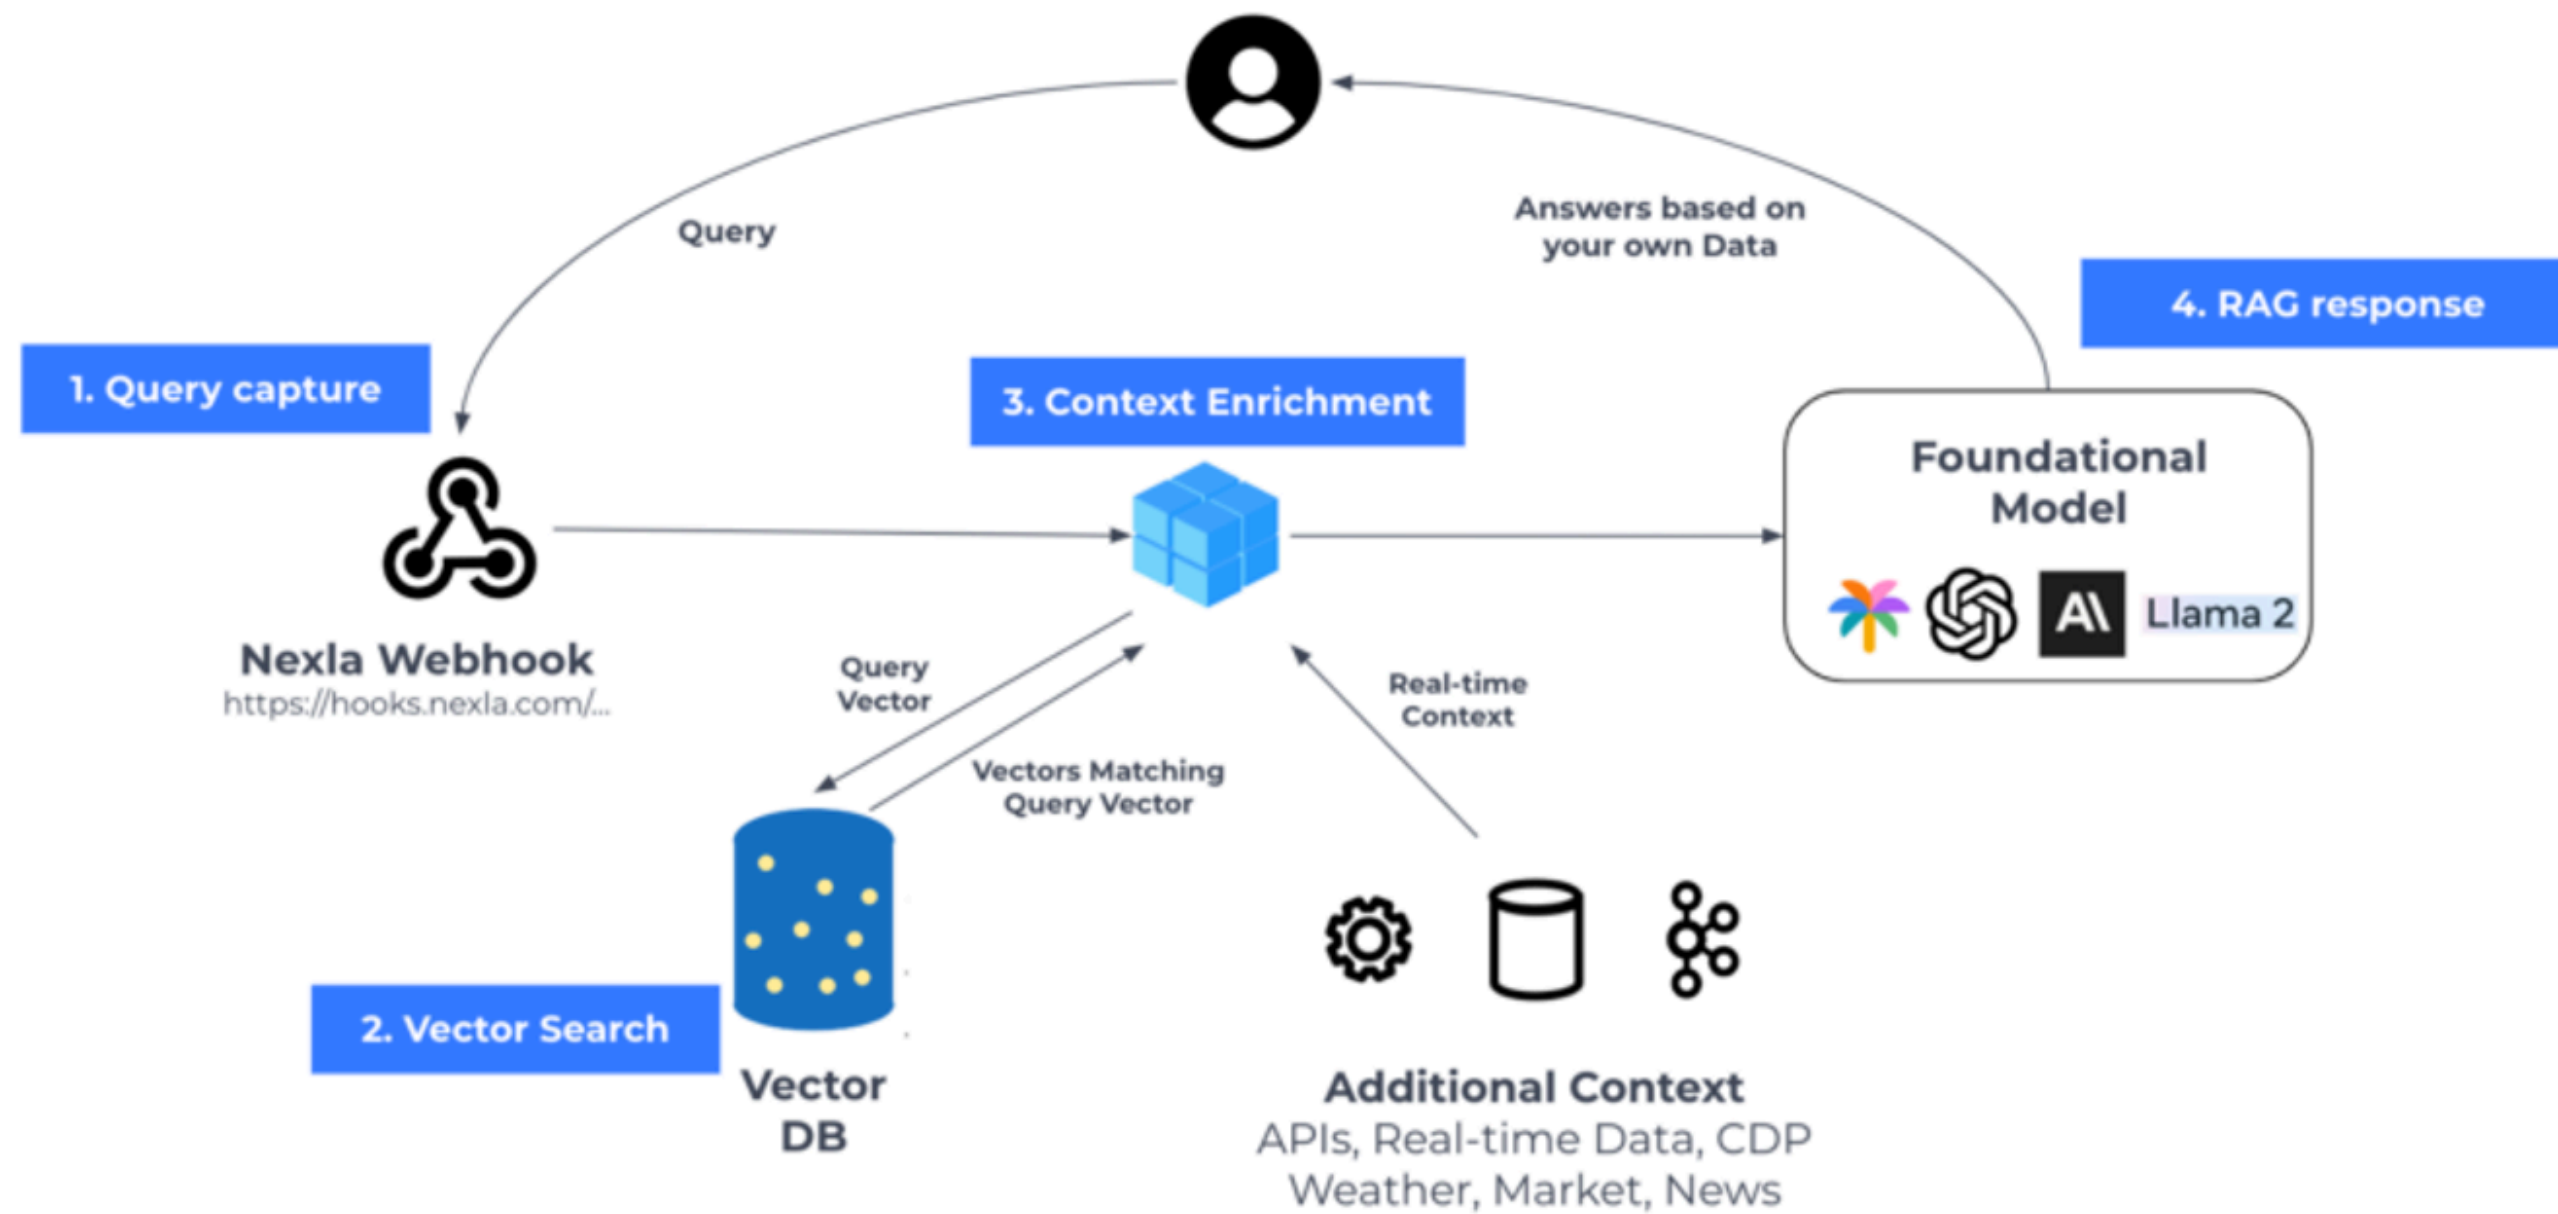 Query
Answers based on
your own Data
4. RAG response
1. Query capture
3. Context Enrichment
Foundational
Model
A\
Llama 2
Nexla Webhook
https://hooks.nexla.com/...
Query
Vector
Real-time
Context
Vectors Matching
Query Vector
2. Vector Search
Vector
DB
Additional Context
APIs, Real-time Data, CDP
Weather, Market, News